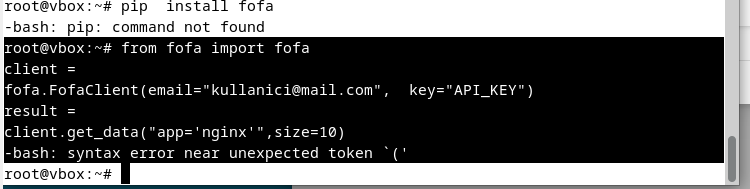 root@vbox:~# pip  install fofa
-bash: pip: command not found
root@vbox:~# from fofa import fofa
client =
fofa.FofaClient(email="kullanici@mail.com",  key="API_KEY")
result =
client.get_data("app='nginx'",size=10)
-bash: syntax error near unexpected token `('
root@vbox:~#